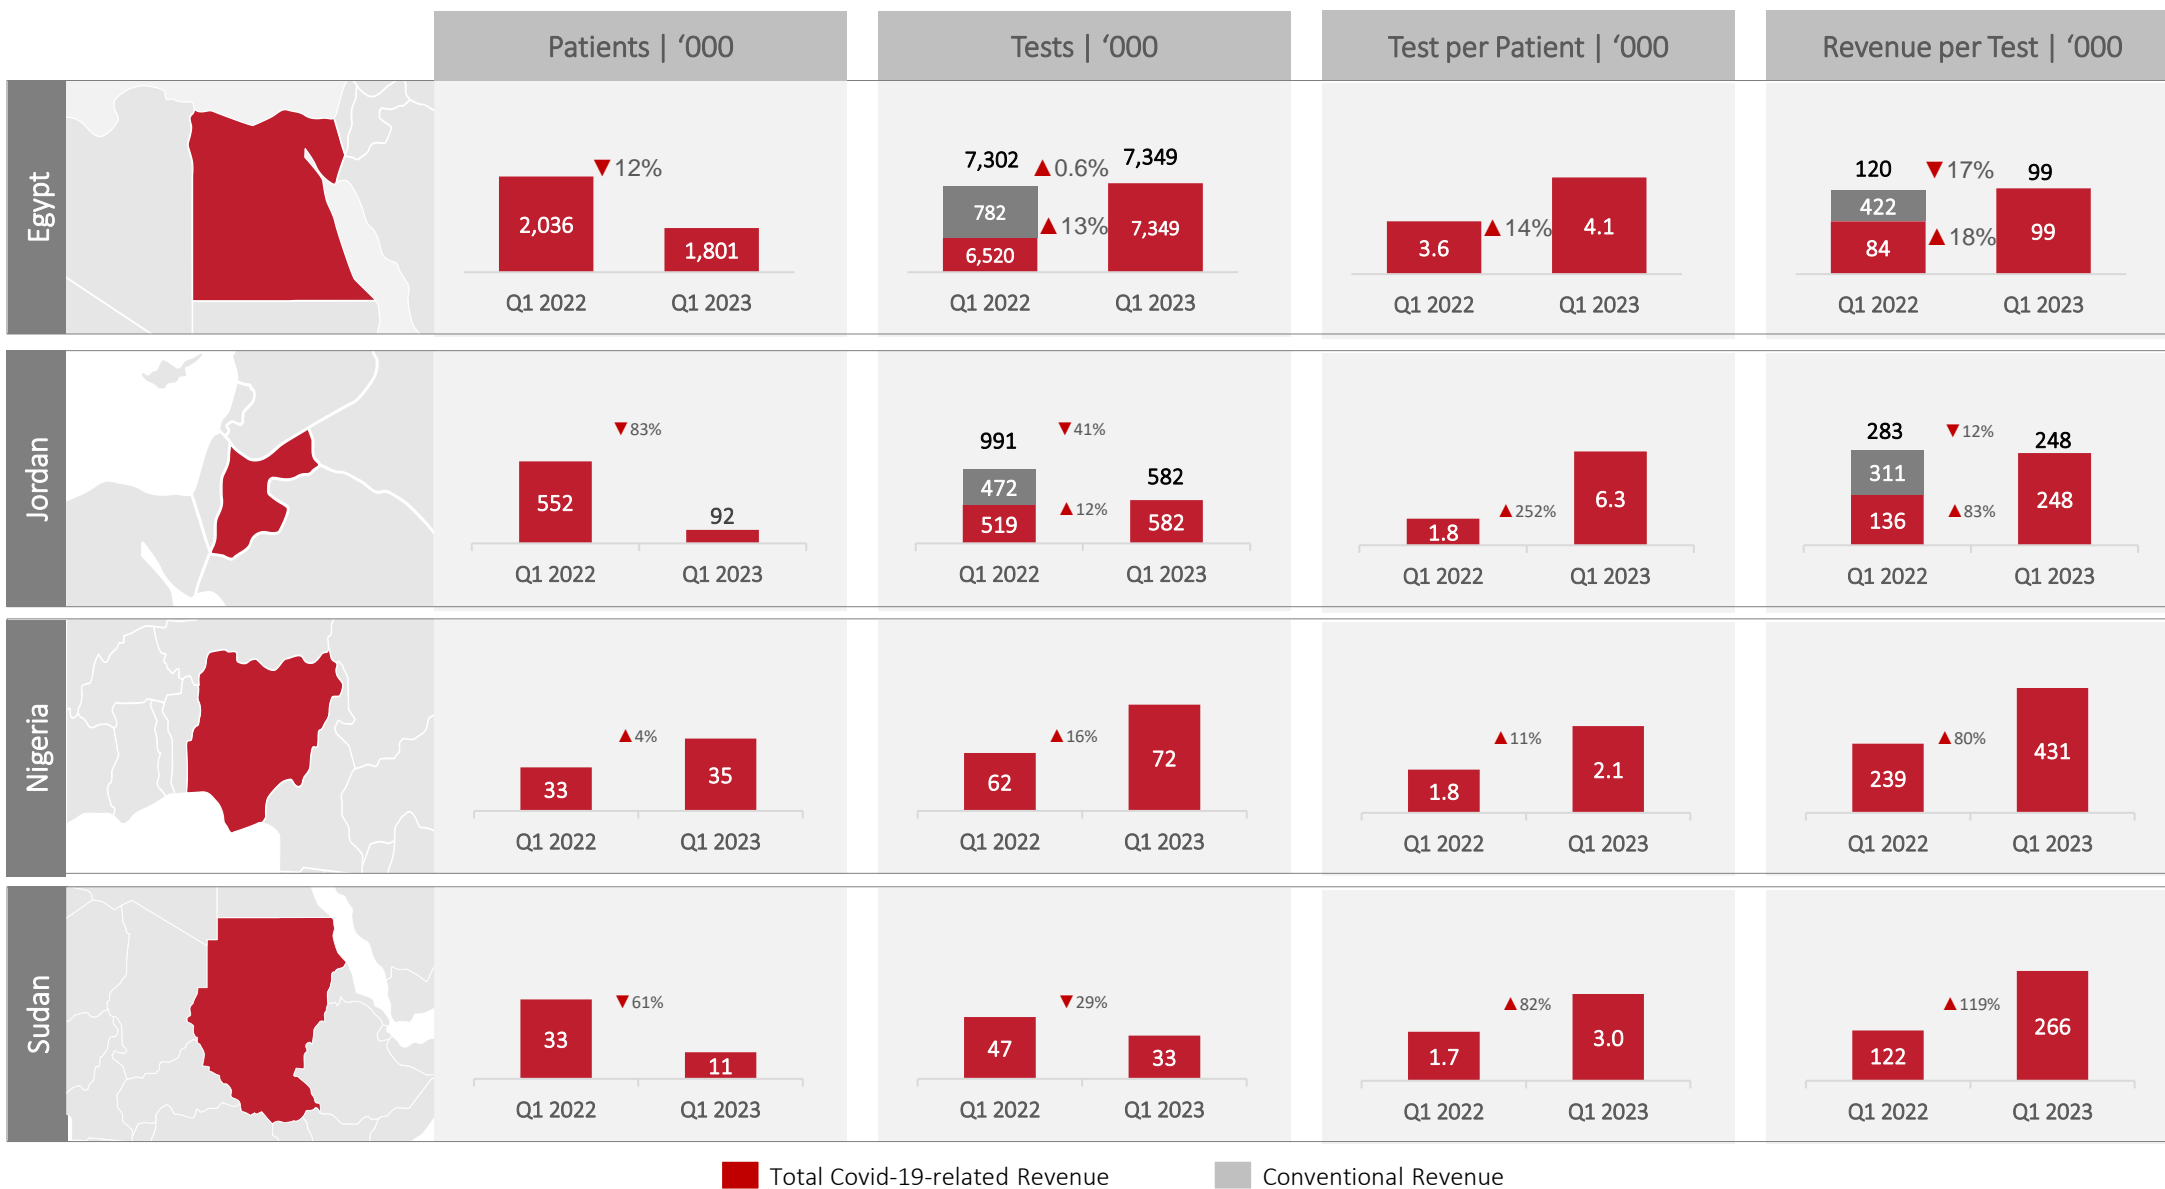 Patients | ‘000
Tests | ‘000
Test per Patient | ‘000
Revenue per Test | ‘000
Egypt
12%
2,036
1,801
Q1 2022
Q1 2023
7,302
0.6%
7,349
782
13%
6,520
7,349
Q1 2022
Q1 2023
3.6
14%
4.1
Q1 2022
Q1 2023
120
17%
99
422
84
18%
99
Q1 2022
Q1 2023
Jordan
83%
552
92
Q1 2022
Q1 2023
991
41%
582
472
12%
519
582
Q1 2022
Q1 2023
1.8
252%
6.3
Q1 2022
Q1 2023
283
12%
248
311
136
83%
248
Q1 2022
Q1 2023
Nigeria
4%
33
35
Q1 2022
Q1 2023
16%
62
72
Q1 2022
Q1 2023
11%
1.8
2.1
Q1 2022
Q1 2023
80%
239
431
Q1 2022
Q1 2023
Sudan
61%
33
11
Q1 2022
Q1 2023
29%
47
33
Q1 2022
Q1 2023
82%
1.7
3.0
Q1 2022
Q1 2023
119%
122
266
Q1 2022
Q1 2023
Total Covid-19-related Revenue
Conventional Revenue